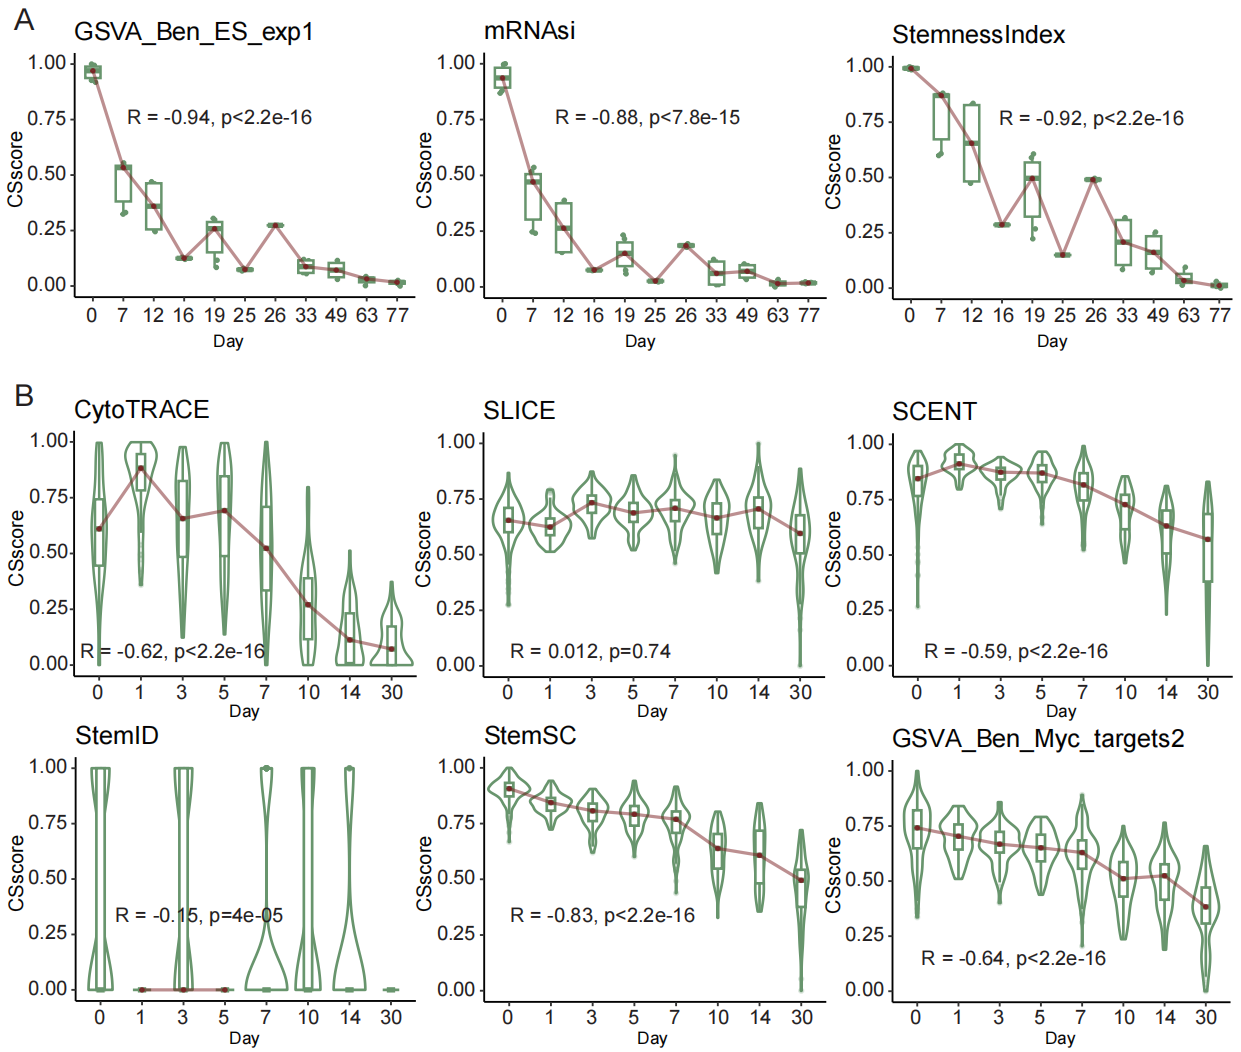 A
GSVA_Ben_ES_exp1
mRNAsi
StemnessIndex
CSscore
1.00
0.75
0.50
0.25
0.00
R = -0.94, p<2.2e-16
0 7 12 16 19 25 26 33 49 63 77
Day
CSscore
1.00
0.75
0.50
0.25
0.00
R = -0.88, p<7.8e-15
0 7 12 16 19 25 26 33 49 63 77
Day
CSscore
1.00
0.75
0.50
0.25
0.00
R = -0.92, p<2.2e-16
0 7 12 16 19 25 26 33 49 63 77
Day
B
CytoTRACE
SLICE
SCENT
CSscore
1.00
0.75
0.50
0.25
0.00
R = -0.62, p<2.2e-16
0 1 3 5 7 10 14 30
Day
CSscore
1.00
0.75
0.50
0.25
0.00
R = 0.012, p=0.74
0 1 3 5 7 10 14 30
Day
CSscore
1.00
0.75
0.50
0.25
0.00
R = -0.59, p<2.2e-16
0 1 3 5 7 10 14 30
Day
StemID
StemSC
GSVA_Ben_Myc_targets2
CSscore
1.00
0.75
0.50
0.25
0.00
R = -0.15, p=4e-05
0 1 3 5 7 10 14 30
Day
CSscore
1.00
0.75
0.50
0.25
0.00
R = -0.83, p<2.2e-16
0 1 3 5 7 10 14 30
Day
CSscore
1.00
0.75
0.50
0.25
0.00
R = -0.64, p<2.2e-16
0 1 3 5 7 10 14 30
Day